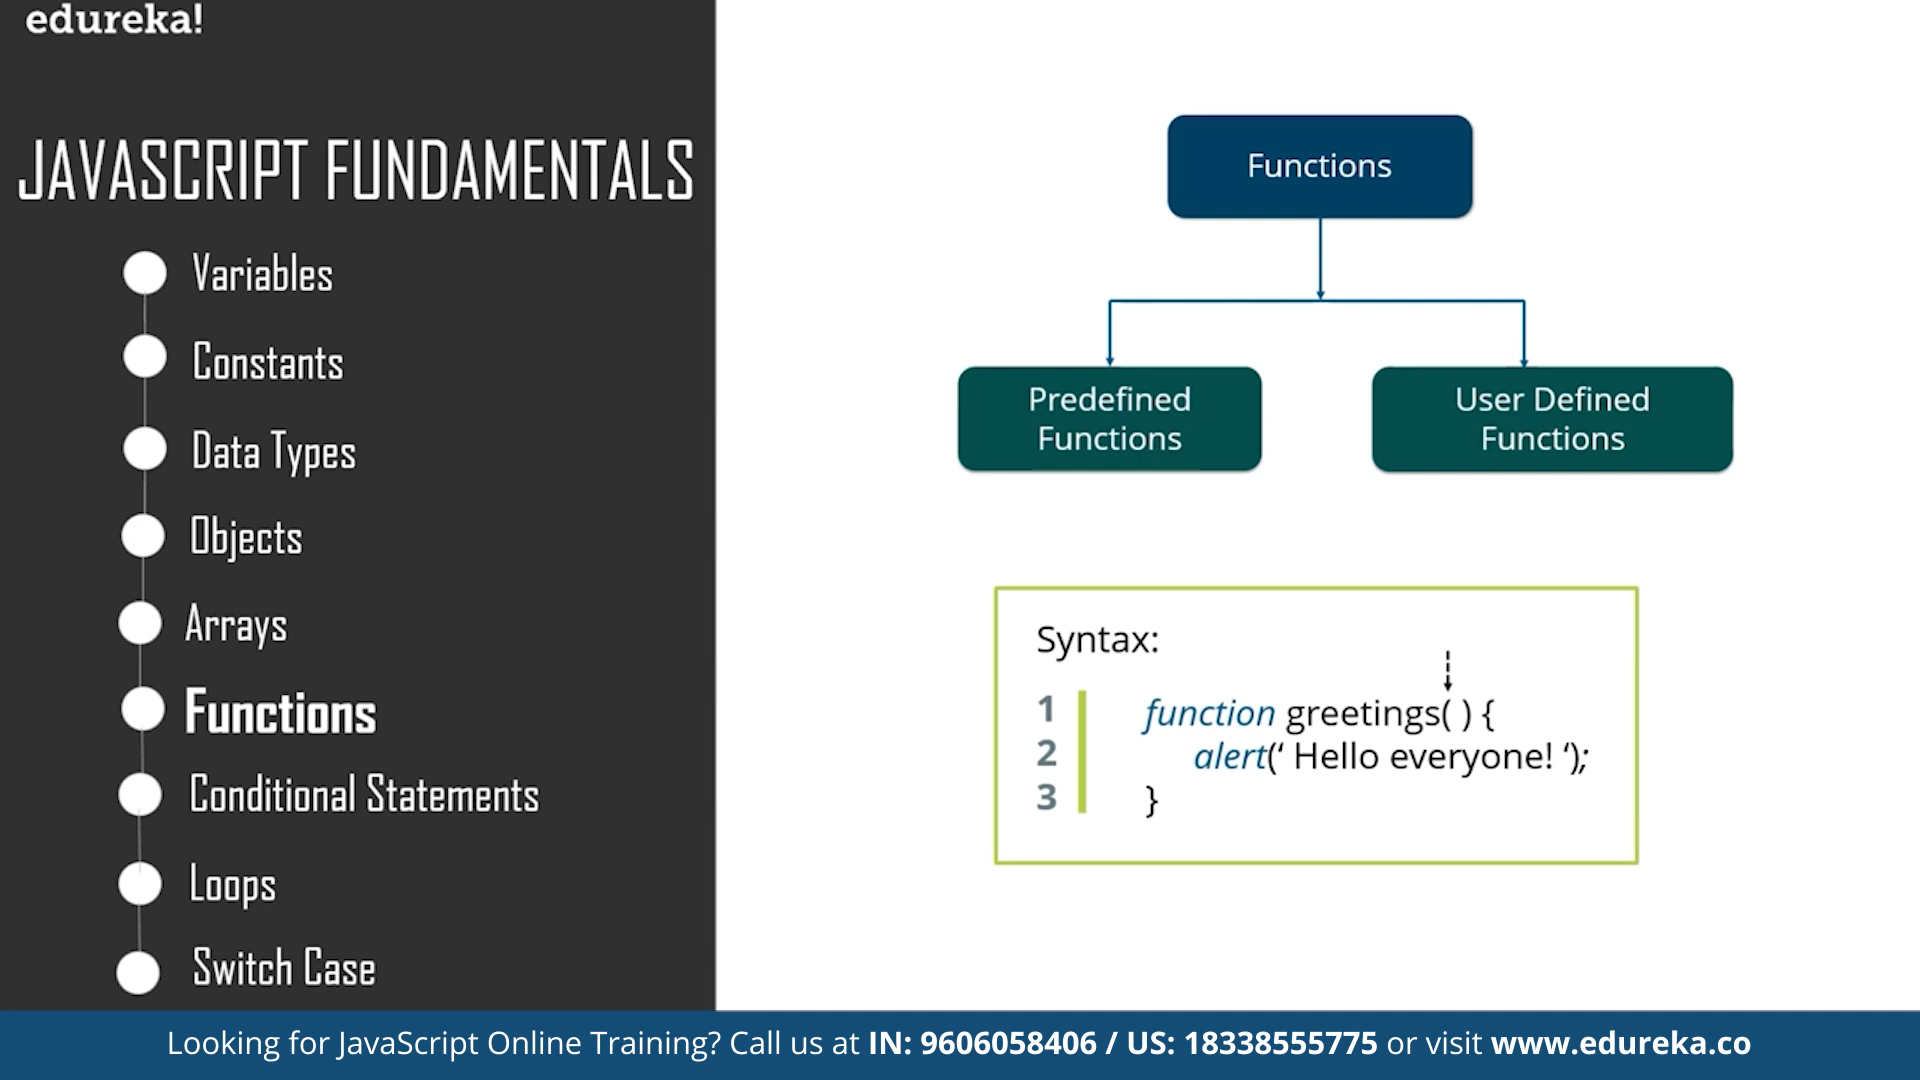 edureka!
JAVASCRIPT FUNDAMENTALS
Variables
Constants
Data Types
Objects
Arrays
Functions
Conditional Statements
Loops
Switch Case
Functions
Predefined
Functions
User Defined
Functions
Syntax:
1 function greetings( ) {
2 alert(‘ Hello everyone! ‘);
3 }
Looking for JavaScript Online Training? Call us at IN: 9606058406 / US: 18338555775 or visit www.edureka.co